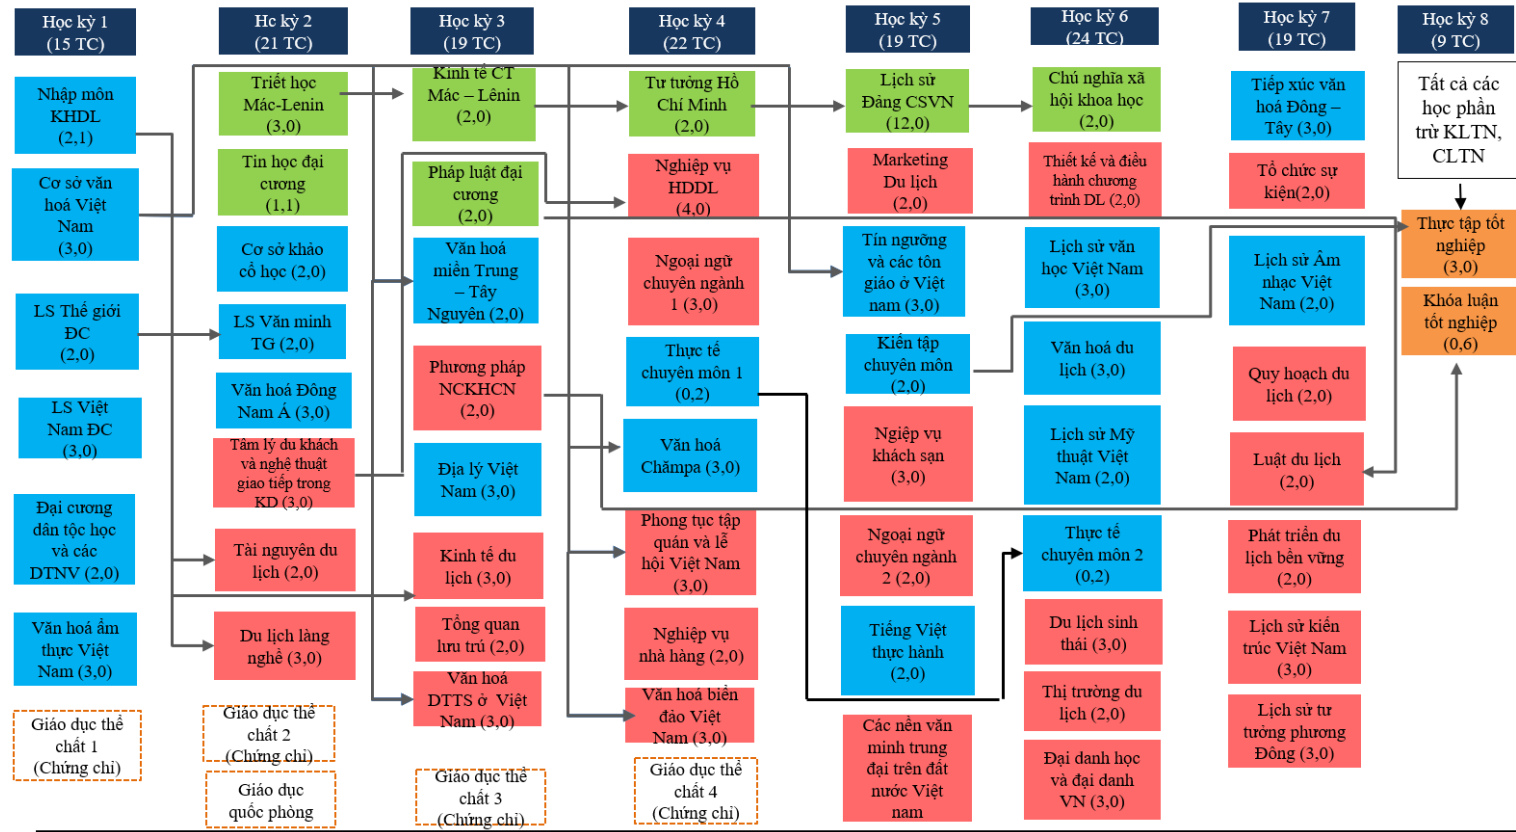 Học kỳ 1
(15 TC)
Nhập môn
KHDL
(2,1)
Cơ sở văn
hoá Việt
Nam
(3,0)
LS Thế giới
ĐC
(2,0)
LS Việt
Nam ĐC
(3,0)
Đại cương
dân tộc học
và các
DTNV (2,0)
Văn hoá ẩm
thực Việt
Nam (3,0)
Giáo dục thể
chất 1
(Chứng chỉ)
Hc kỳ 2
(21 TC)
Triết học
Mác-Lenin
(3,0)
Tin học đại
cương
(1,1)
Cơ sở khảo
cổ học (2,0)
LS Văn minh
TG (2,0)
Văn hoá Đông
Nam Á (3,0)
Tâm lý du khách
và nghệ thuật
giao tiếp trong
KD (3,0)
Tài nguyên du
lịch (2,0)
Du lịch làng
nghề (3,0)
Giáo dục thể
chất 2
(Chứng chỉ)
Giáo dục
quốc phòng
Học kỳ 3
(19 TC)
Kinh tế CT
Mác – Lênin
(2,0)
Pháp luật đại
cương
(2,0)
Văn hoá
miền Trung
– Tây
Nguyên (2,0)
Phương pháp
NCKHCN
(2,0)
Địa lý Việt
Nam (3,0)
Kinh tế du
lịch (3,0)
Tổng quan
lưu trú (2,0)
Văn hoá
DTTS ở Việt
Nam (3,0)
Giáo dục thể
chất 3
(Chứng chỉ)
Học kỳ 4
(22 TC)
Tư tưởng Hồ
Chí Minh
(2,0)
Nghiệp vụ
HDDL
(4,0)
Ngoại ngữ
chuyên ngành
1 (3,0)
Thực tế
chuyên môn 1
(0,2)
Văn hoá
Chămpa (3,0)
Phong tục tập
quán và lễ
hội Việt Nam
(3,0)
Nghiệp vụ
nhà hàng (2,0)
Văn hoá biển
đảo Việt
Nam (3,0)
Giáo dục thể
chất 4
(Chứng chỉ)
Học kỳ 5
(19 TC)
Lịch sử
Đảng CSVN
(12,0)
Marketing
Du lịch
(2,0)
Tín ngưỡng
và các tôn
giáo ở Việt
nam (3,0)
Kiến tập
chuyên môn
(2,0)
Ngiệp vụ
khách sạn
(3,0)
Ngoại ngữ
chuyên ngành
2 (2,0)
Tiếng Việt
thực hành
(2,0)
Các nền văn
minh trung
đại trên đất
nước Việt
nam
Học kỳ 6
(24 TC)
Chú nghĩa xã
hội khoa học
(2,0)
Thiết kế và điều
hành chương
trình DL (2,0)
Lịch sử văn
học Việt Nam
(3,0)
Văn hoá du
lịch (3,0)
Lịch sử Mỹ
thuật Việt
Nam (2,0)
Thực tế
chuyên môn 2
(0,2)
Du lịch sinh
thái (3,0)
Thị trường du
lịch (2,0)
Đại danh học
và đại danh
VN (3,0)
Học kỳ 7
(19 TC)
Tiếp xúc văn
hoá Đông –
Tây (3,0)
Tổ chức sự
kiện(2,0)
Lịch sử Âm
nhạc Việt
Nam (2,0)
Quy hoạch du
lịch (2,0)
Luật du lịch
(2,0)
Phát triển du
lịch bền vững
(2,0)
Lịch sử kiến
trúc Việt Nam
(3,0)
Lịch sử tư
tưởng phương
Đông (3,0)
Học kỳ 8
(9 TC)
Tất cả các
học phần
trừ KLTN,
CLTN
Thực tập tốt
nghiệp
(3,0)
Khóa luận
tốt nghiệp
(0,6)